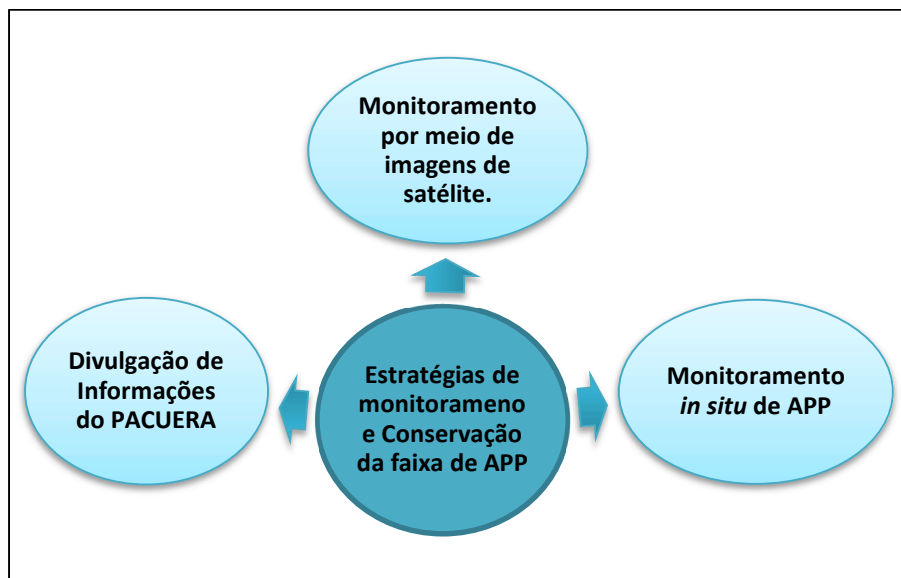 Monitoramento
por meio de
imagens de
satélite.
Divulgação de
Informações
do PACUERA
Estratégias de
monitorameno
e Conservação
da faixa de APP
Monitoramento
in situ de APP